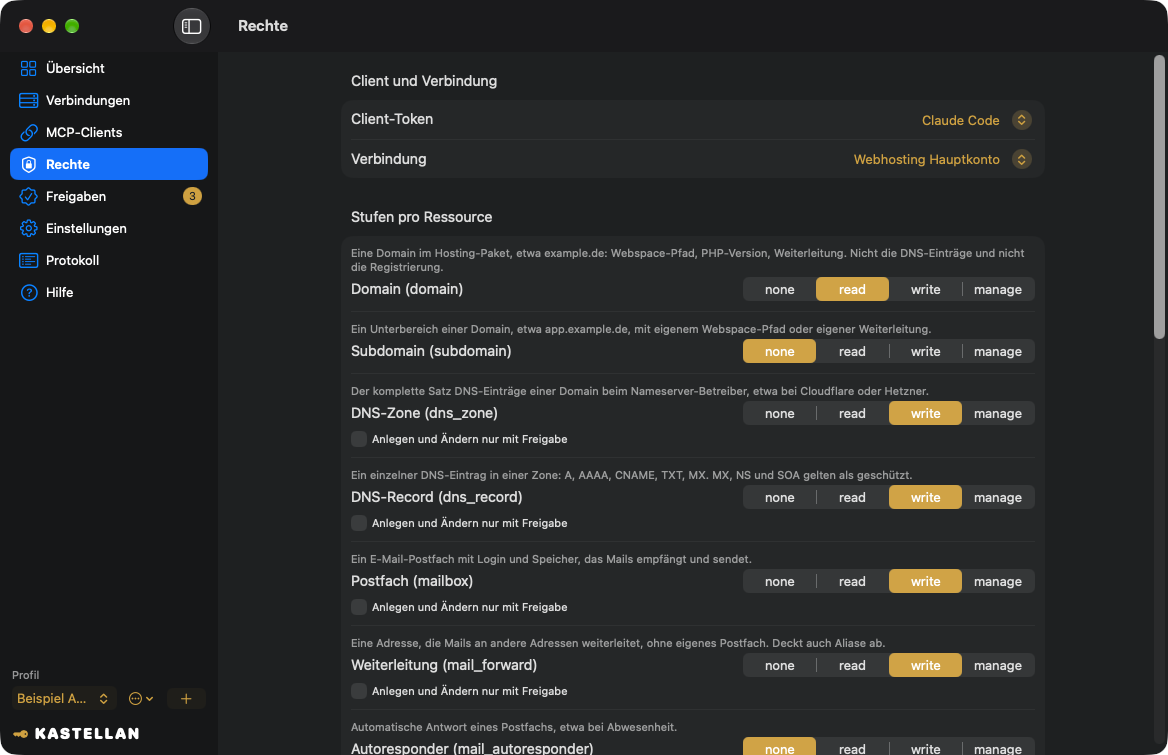 Rechte
Übersicht
Verbindungen
MCP-Clients
Rechte
Freigaben 3
Einstellungen
Protokoll
Hilfe
Profil
Beispiel A...
KASTELLAN
Client und Verbindung
Client-Token Claude Code
Verbindung Webhosting Hauptkonto
Stufen pro Ressource
Eine Domain im Hosting-Paket, etwa example.de: Webspace-Pfad, PHP-Version, Weiterleitung. Nicht die DNS-Einträge und nicht
die Registrierung.
Domain (domain) none read write manage
Ein Unterbereich einer Domain, etwa app.example.de, mit eigenem Webspace-Pfad oder eigener Weiterleitung.
Subdomain (subdomain) none read write manage
Der komplette Satz DNS-Einträge einer Domain beim Nameserver-Betreiber, etwa bei Cloudflare oder Hetzner.
DNS-Zone (dns_zone) none read write manage
Anlegen und Ändern nur mit Freigabe
Ein einzelner DNS-Eintrag in einer Zone: A, AAAA, CNAME, TXT, MX. MX, NS und SOA gelten als geschützt.
DNS-Record (dns_record) none read write manage
Anlegen und Ändern nur mit Freigabe
Ein E-Mail-Postfach mit Login und Speicher, das Mails empfängt und sendet.
Postfach (mailbox) none read write manage
Anlegen und Ändern nur mit Freigabe
Eine Adresse, die Mails an andere Adressen weiterleitet, ohne eigenes Postfach. Deckt auch Aliase ab.
Weiterleitung (mail_forward) none read write manage
Anlegen und Ändern nur mit Freigabe
Automatische Antwort eines Postfachs, etwa bei Abwesenheit.
Autoresponder (mail_autoresponder) none read write manage